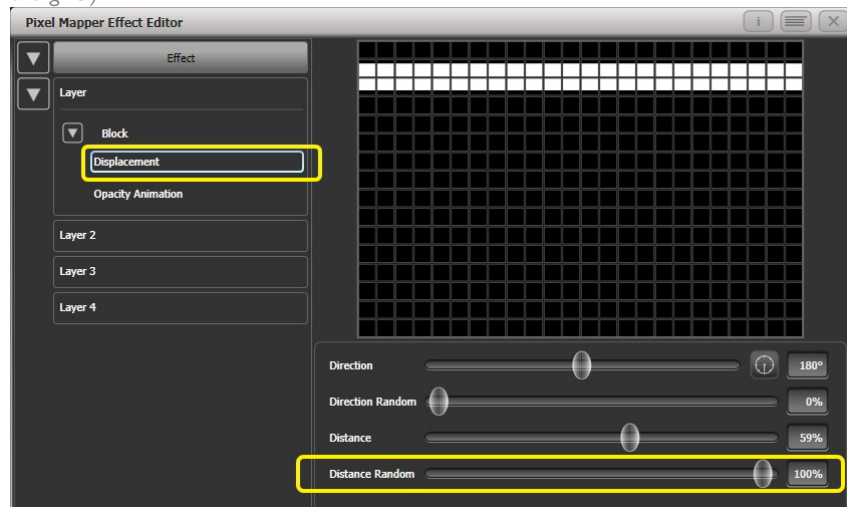 Pixel Mapper Effect Editor
Effect
Layer
Block
Displacement
Opacity Animation
Layer 2
Layer 3
Layer 4
Direction 180°
Direction Random 0%
Distance 59%
Distance Random 100%